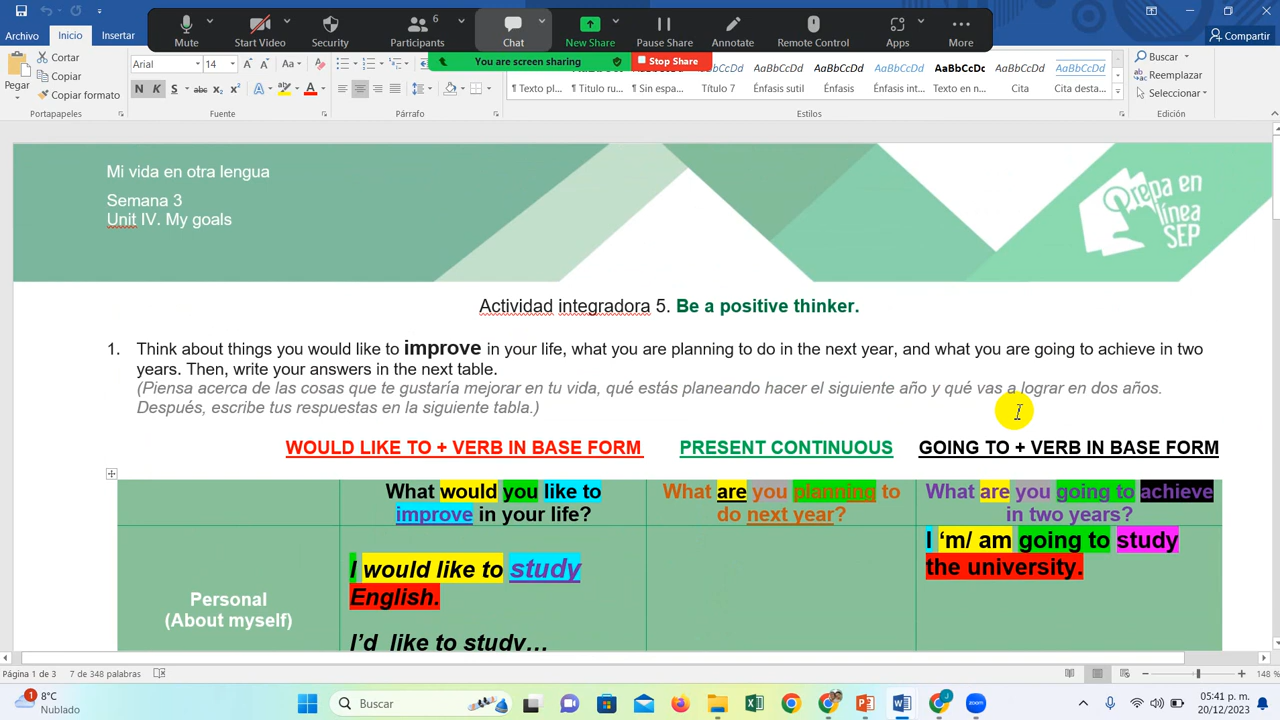 Mute
Start Video
Security
Participants
6
Chat
New Share
Pause Share
Annotate
Remote Control
Apps
More
You are screen sharing
Stop Share
Archivo
Inicio
Insertar
Compartir
Pegar
Cortar
Copiar
Copiar formato
Portapapeles
Arial
14
Fuente
Párrafo
AaBbCcDd AaBbCcDd AaBbCcDd AaBbCcDd AaBbCcDd AaBbCcDd AaBbCcDd AaBbCcDd AaBbCcDd
¶ Texto pl... ¶ Título ru... ¶ Sin espa... Título 7 Énfasis sutil Énfasis Énfasis int... Texto en n... Cita Cita desta...
Estilos
Buscar
Reemplazar
Seleccionar
Edición
Mi vida en otra lengua
Semana 3
Unit IV. My goals
Prepa en
línea
SEP
Actividad integradora 5. Be a positive thinker.
1. Think about things you would like to improve in your life, what you are planning to do in the next year, and what you are going to achieve in two
years. Then, write your answers in the next table.
(Piensa acerca de las cosas que te gustaría mejorar en tu vida, qué estás planeando hacer el siguiente año y qué vas a lograr en dos años.
Después, escribe tus respuestas en la siguiente tabla.)
WOULD LIKE TO + VERB IN BASE FORM PRESENT CONTINUOUS GOING TO + VERB IN BASE FORM
What would you like to
improve in your life?
What are you planning to
do next year?
What are you going to achieve
in two years?
Personal
(About myself)
I would like to study
English.
I'd like to study...
I 'm/ am going to study
the university.
Página 1 de 3 7 de 348 palabras
148 %
8°C
Nublado
Buscar
05:41 p. m.
20/12/2023